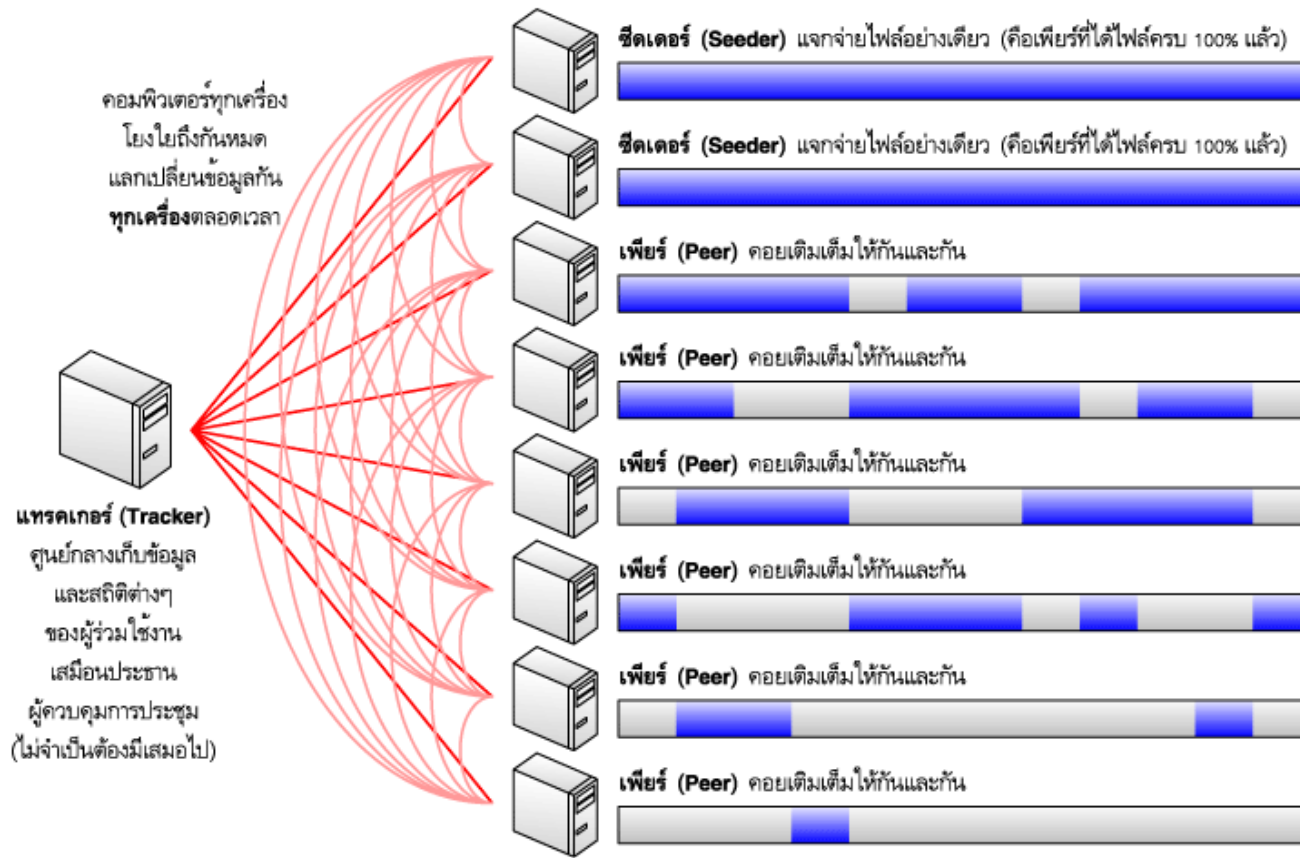 คอมพิวเตอร์ทุกเครื่อง
โยงใยถึงกันหมด
แลกเปลี่ยนข้อมูลกัน
ทุกเครื่องตลอดเวลา
แทรคเกอร์ (Tracker)
ศูนย์กลางเก็บข้อมูล
และสถิติต่างๆ
ของผู้ร่วมใช้งาน
เสมือนประธาน
ผู้ควบคุมการประชุม
(ไม่จำเป็นต้องมีเสมอไป)
ซีดเดอร์ (Seeder) แจกจ่ายไฟล์อย่างเดียว (คือเพียร์ที่ได้ไฟล์ครบ 100% แล้ว)
ซีดเดอร์ (Seeder) แจกจ่ายไฟล์อย่างเดียว (คือเพียร์ที่ได้ไฟล์ครบ 100% แล้ว)
เพียร์ (Peer) คอยเติมเต็มให้กันและกัน
เพียร์ (Peer) คอยเติมเต็มให้กันและกัน
เพียร์ (Peer) คอยเติมเต็มให้กันและกัน
เพียร์ (Peer) คอยเติมเต็มให้กันและกัน
เพียร์ (Peer) คอยเติมเต็มให้กันและกัน
เพียร์ (Peer) คอยเติมเต็มให้กันและกัน